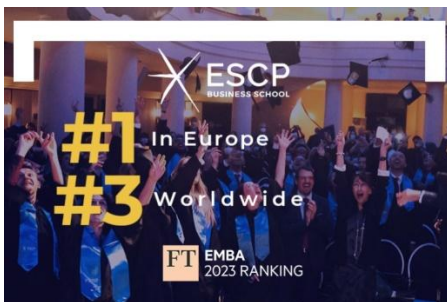 ESCP
BUSINESS SCHOOL
#1 In Europe
#3 Worldwide
FT EMBA
2023 RANKING